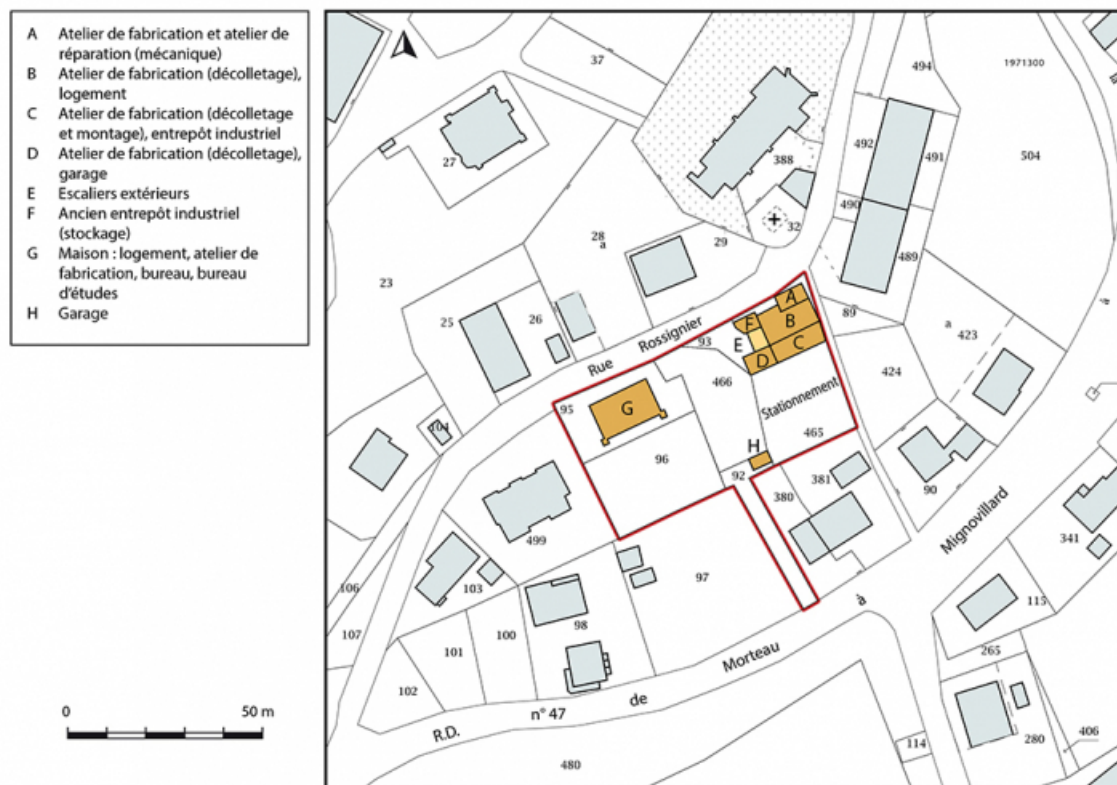 A Atelier de fabrication et atelier de
réparation (mécanique)
B Atelier de fabrication (décolletage),
logement
C Atelier de fabrication (décolletage
et montage), entrepôt industriel
D Atelier de fabrication (décolletage),
garage
E Escaliers extérieurs
F Ancien entrepôt industriel
(stockage)
G Maison : logement, atelier de
fabrication, bureau, bureau
d'études
H Garage
0 50 m
37
494
1971300
27
388
492
491
504
490
32
28
a
29
489
23
25
26
A
F
B
89
a
423
Rue Rossignier
93
E
C
D
424
466
Stationnement
95
G
465
H
96
92
380
381
90
499
Mignovillard
341
97
103
106
à
115
98
100
107
101
Morteau
265
102
de
n° 47
R.D.
114
280
406
480